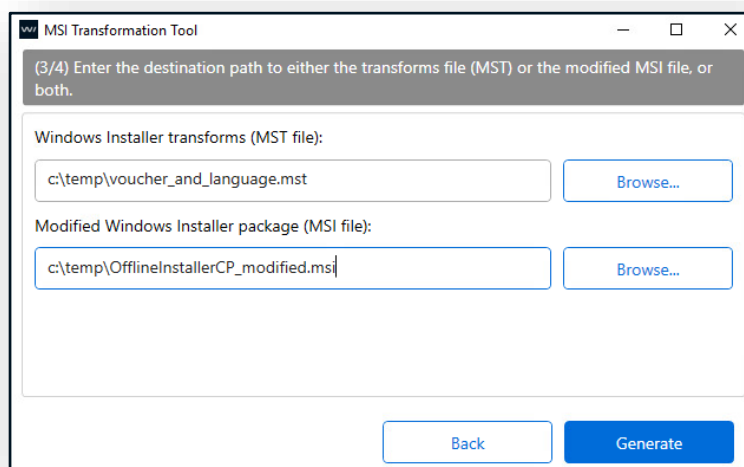 MSI Transformation Tool
(3/4) Enter the destination path to either the transforms file (MST) or the modified MSI file, or
both.
Windows Installer transforms (MST file):
c:\temp\voucher_and_language.mst
Browse...
Modified Windows Installer package (MSI file):
c:\temp\OfflineInstallerCP_modified.msi
Browse...
Back
Generate